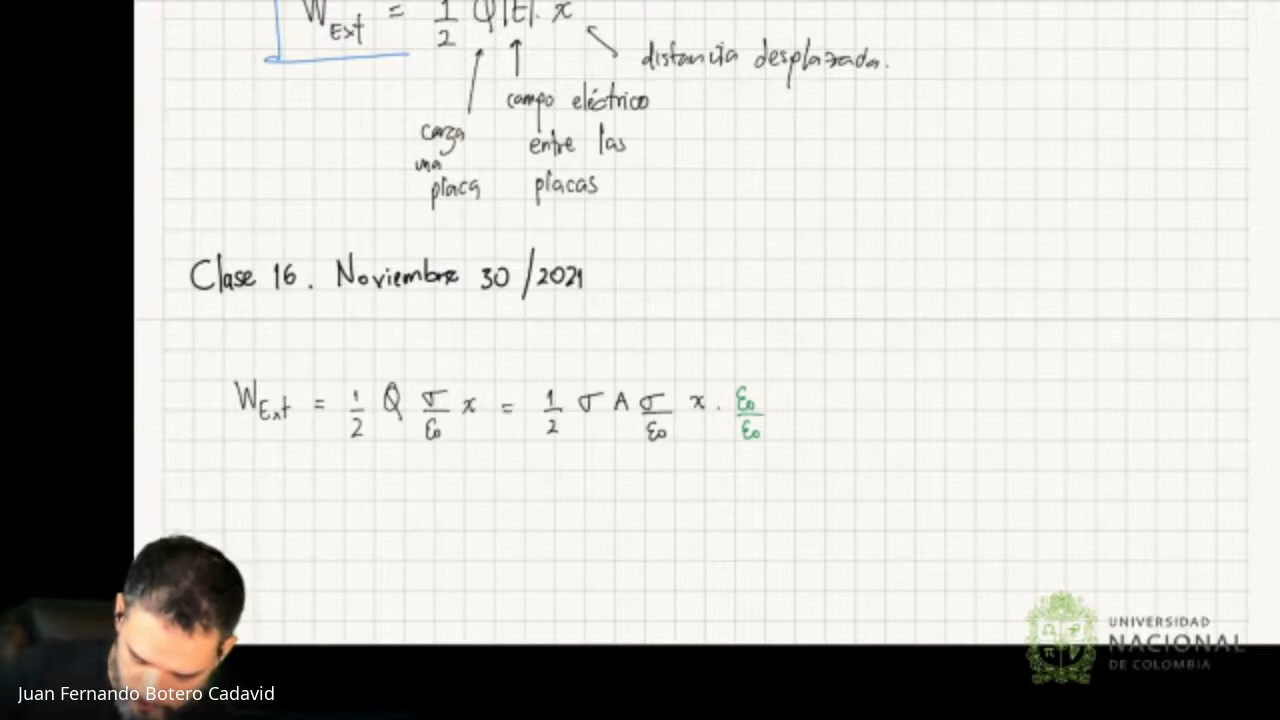 W_Ext = 1/2 Q|E|. x
distancia desplazada.
campo eléctrico
entre las
placas
carga
una
placa
Clase 16. Noviembre 30/2021
W_Ext = 1/2 Q σ/ε₀ x = 1/2 σ A σ/ε₀ x . ε₀/ε₀
UNIVERSIDAD
NACIONAL
DE COLOMBIA
Juan Fernando Botero Cadavid